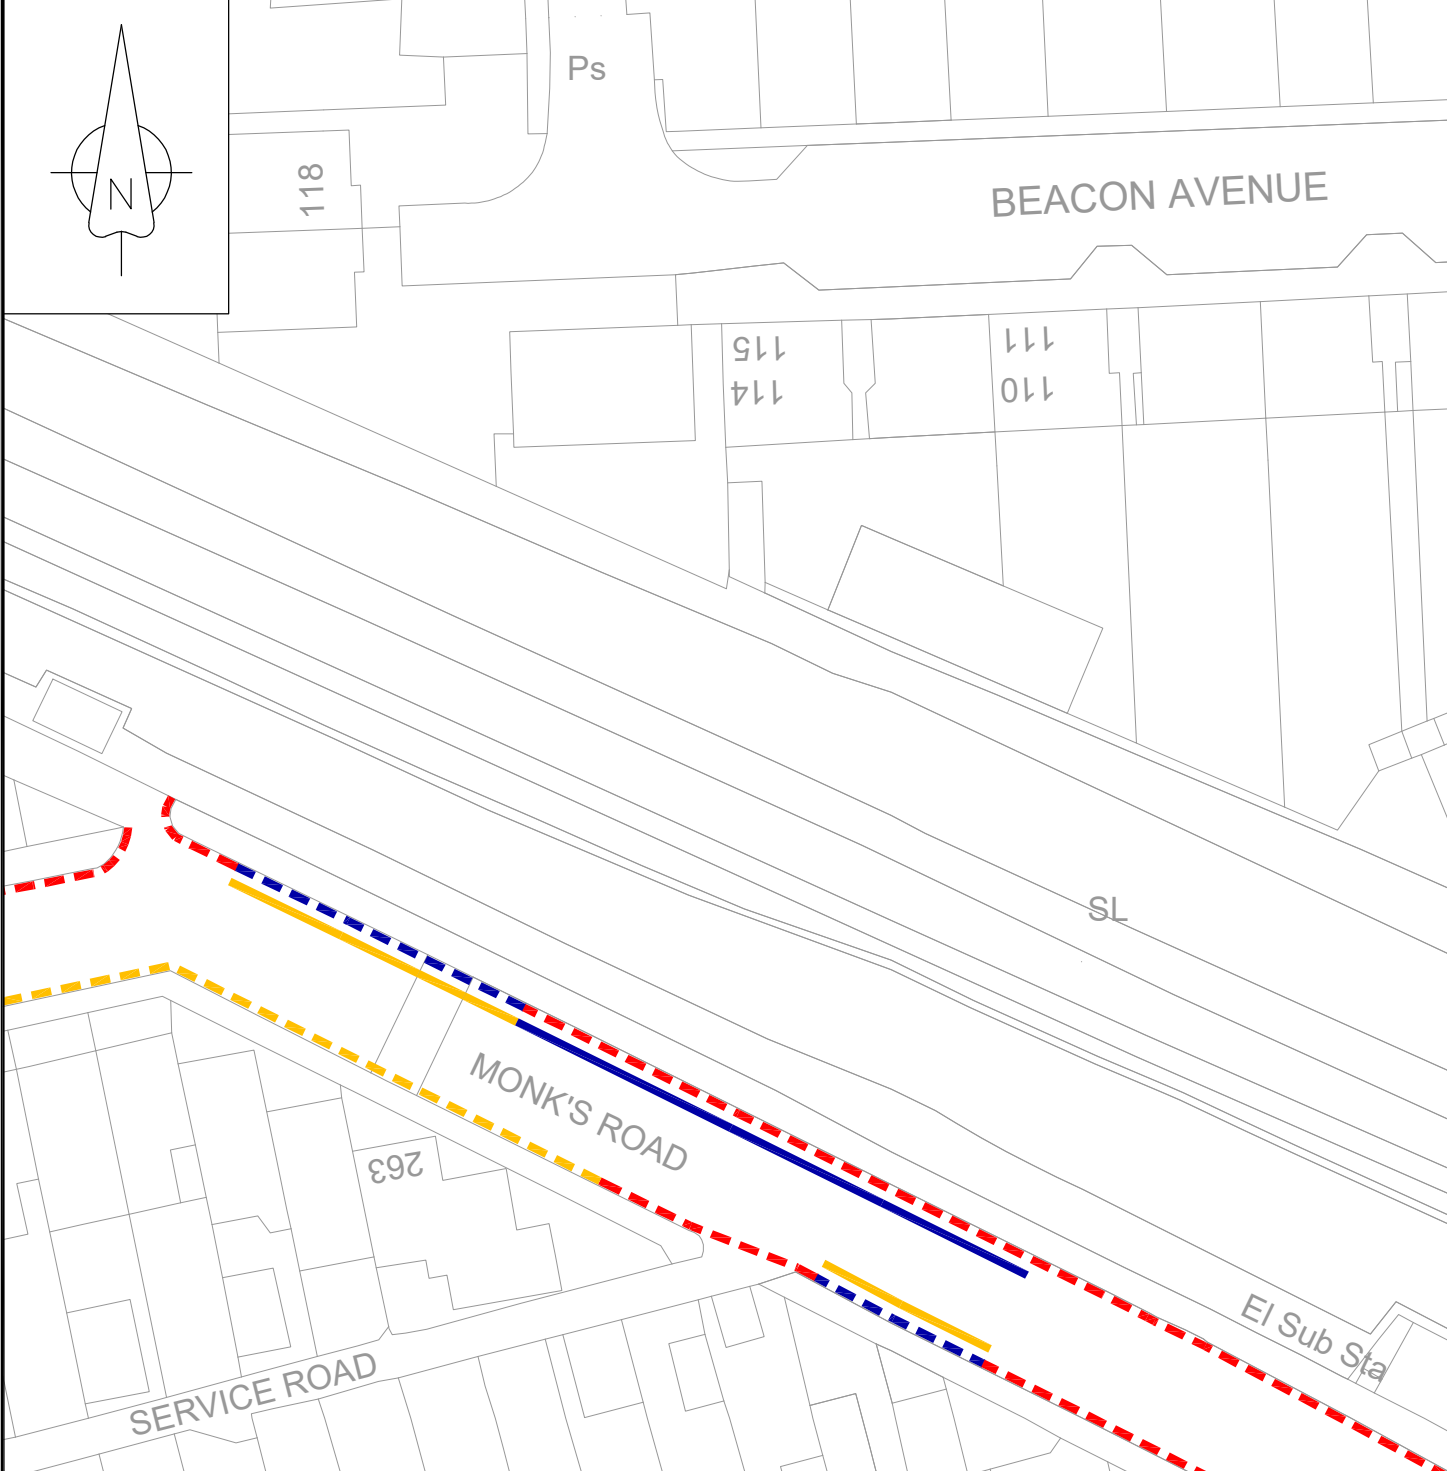 Ps
N
118
BEACON AVENUE
115
114
111
110
SL
MONK'S ROAD
263
El Sub Sta
SERVICE ROAD